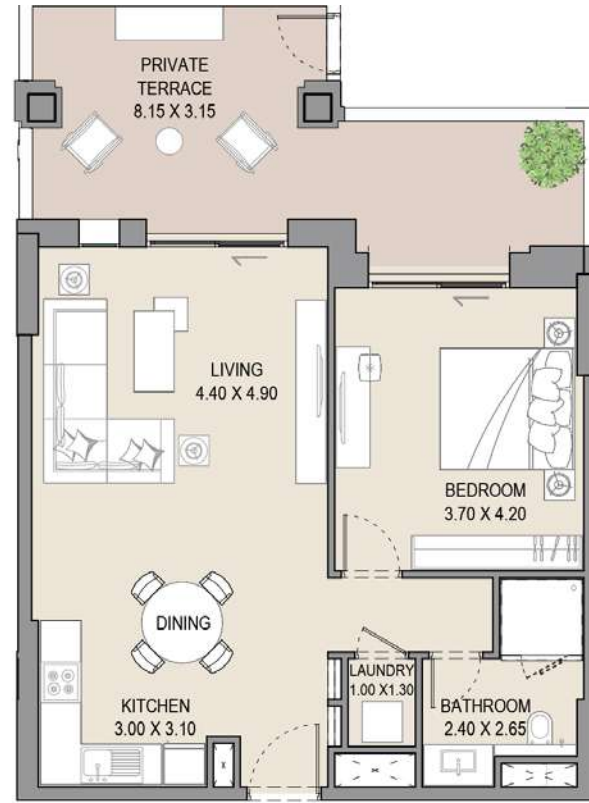 PRIVATE
TERRACE
8.15 X 3.15
LIVING
4.40 X 4.90
BEDROOM
3.70 X 4.20
DINING
LAUNDRY
1.00 X1.30
KITCHEN
3.00 X 3.10
BATHROOM
2.40 X 2.65